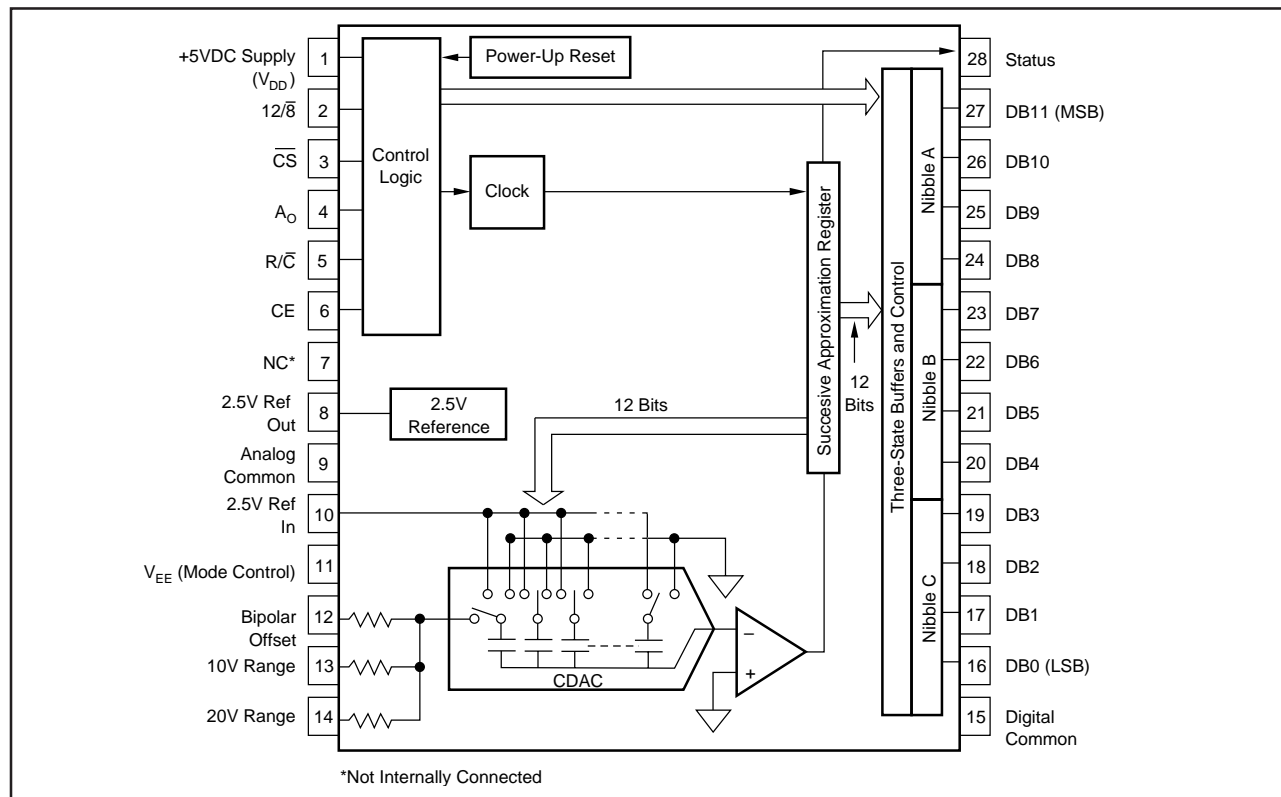 +5VDC Supply
(VDD)
1
12/8̅
2
C̅S̅
3
AO
4
R/C̅
5
CE
6
NC*
7
2.5V Ref
Out
8
Analog
Common
9
2.5V Ref
In
10
VEE (Mode Control)
11
Bipolar
Offset
12
10V Range
13
20V Range
14
Control
Logic
Power-Up Reset
Clock
2.5V
Reference
12 Bits
CDAC
–
+
Succesive Approximation Register
12
Bits
Three-State Buffers and Control
Nibble A
Nibble B
Nibble C
28
Status
27
DB11 (MSB)
26
DB10
25
DB9
24
DB8
23
DB7
22
DB6
21
DB5
20
DB4
19
DB3
18
DB2
17
DB1
16
DB0 (LSB)
15
Digital
Common
*Not Internally Connected